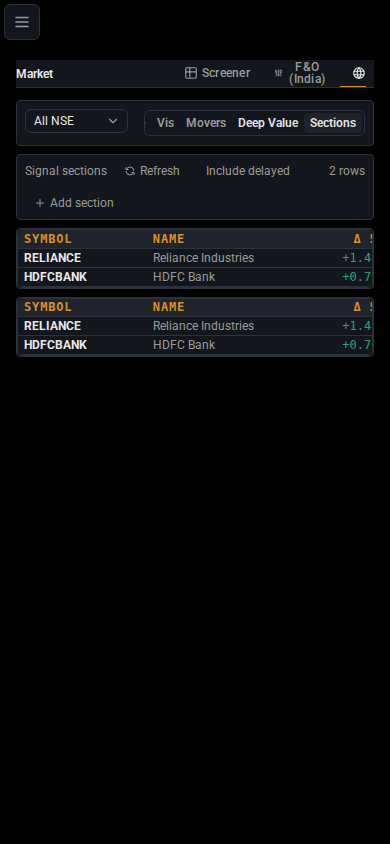 Market
Screener
F&O
(India)
All NSE
Vis Movers Deep Value Sections
Signal sections Refresh Include delayed 2 rows
Add section
SYMBOL NAME Δ
RELIANCE Reliance Industries +1.4
HDFCBANK HDFC Bank +0.7
SYMBOL NAME Δ
RELIANCE Reliance Industries +1.4
HDFCBANK HDFC Bank +0.7